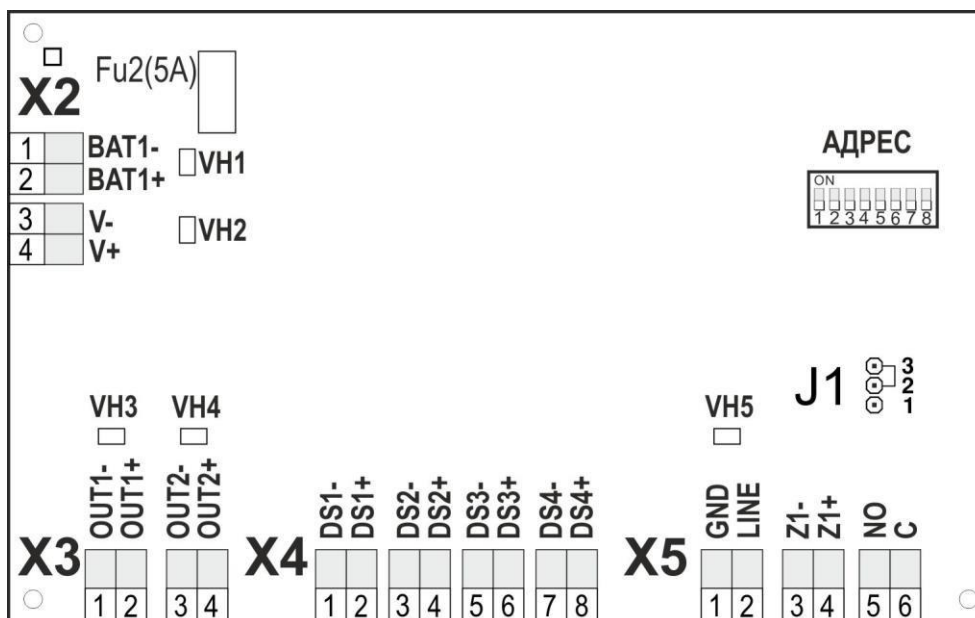 Fu2(5A)
X2
1 BAT1-
2 BAT1+
VH1
3 V-
4 V+
VH2
АДРЕС
ON
1 2 3 4 5 6 7 8
J1
3
2
1
VH3 VH4 VH5
OUT1- OUT1+ OUT2- OUT2+ DS1- DS1+ DS2- DS2+ DS3- DS3+ DS4- DS4+ GND LINE Z1- Z1+ NO C
X3 X4 X5
1 2 3 4 1 2 3 4 5 6 7 8 1 2 3 4 5 6